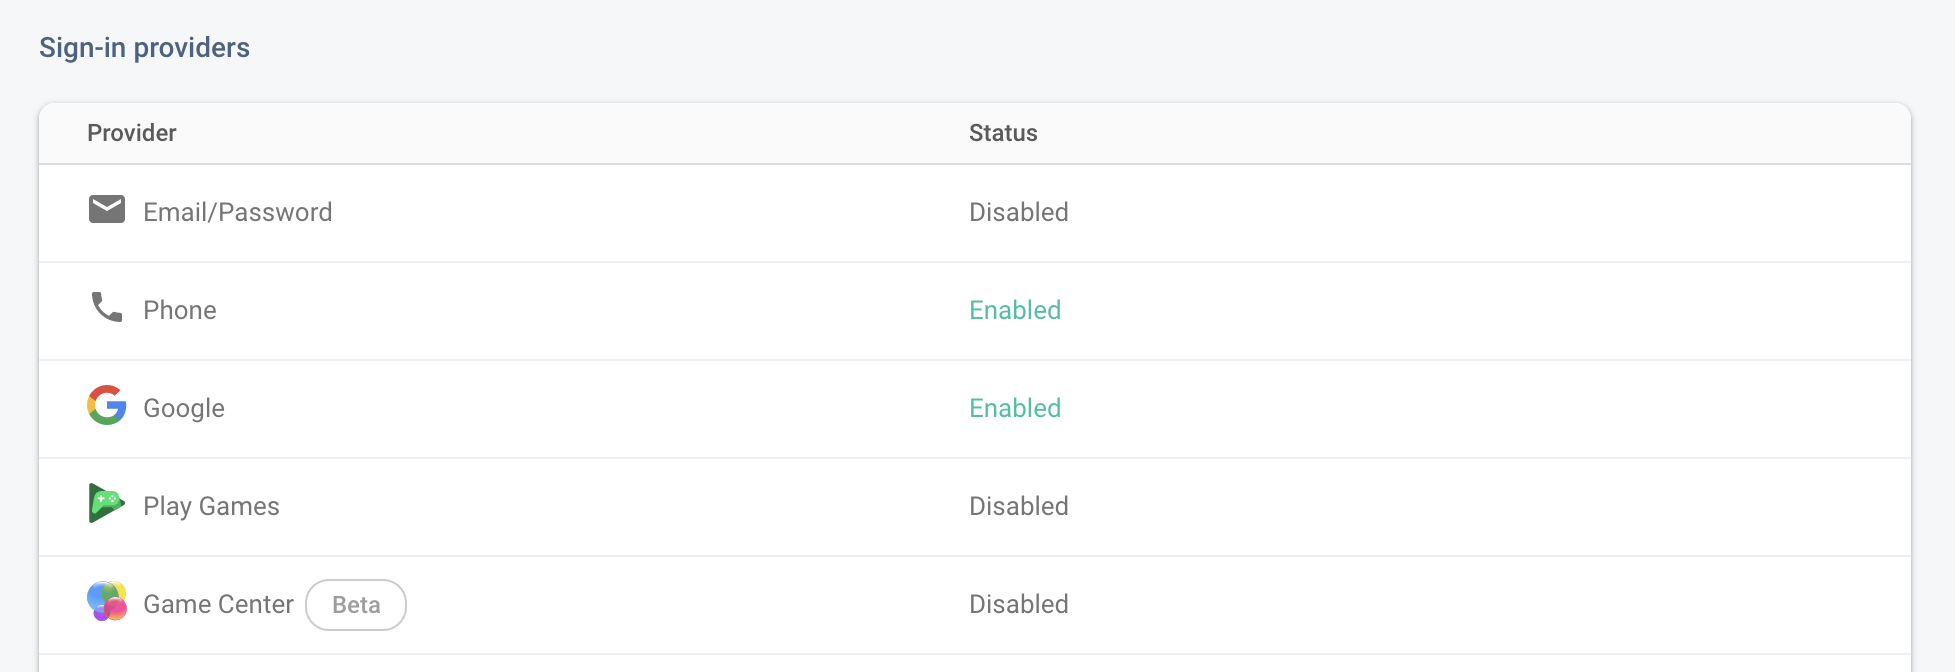 Sign-in providers
Provider Status
Email/Password Disabled
Phone Enabled
Google Enabled
Play Games Disabled
Game Center Beta Disabled